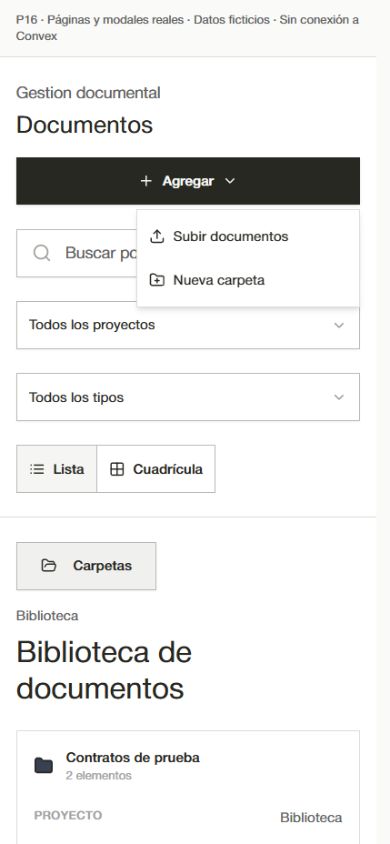 P16 · Páginas y modales reales · Datos ficticios · Sin conexión a
Convex
Gestion documental
Documentos
Agregar
Subir documentos
Buscar po
Nueva carpeta
Todos los proyectos
Todos los tipos
Lista
Cuadrícula
Carpetas
Biblioteca
Biblioteca de
documentos
Contratos de prueba
2 elementos
PROYECTO
Biblioteca